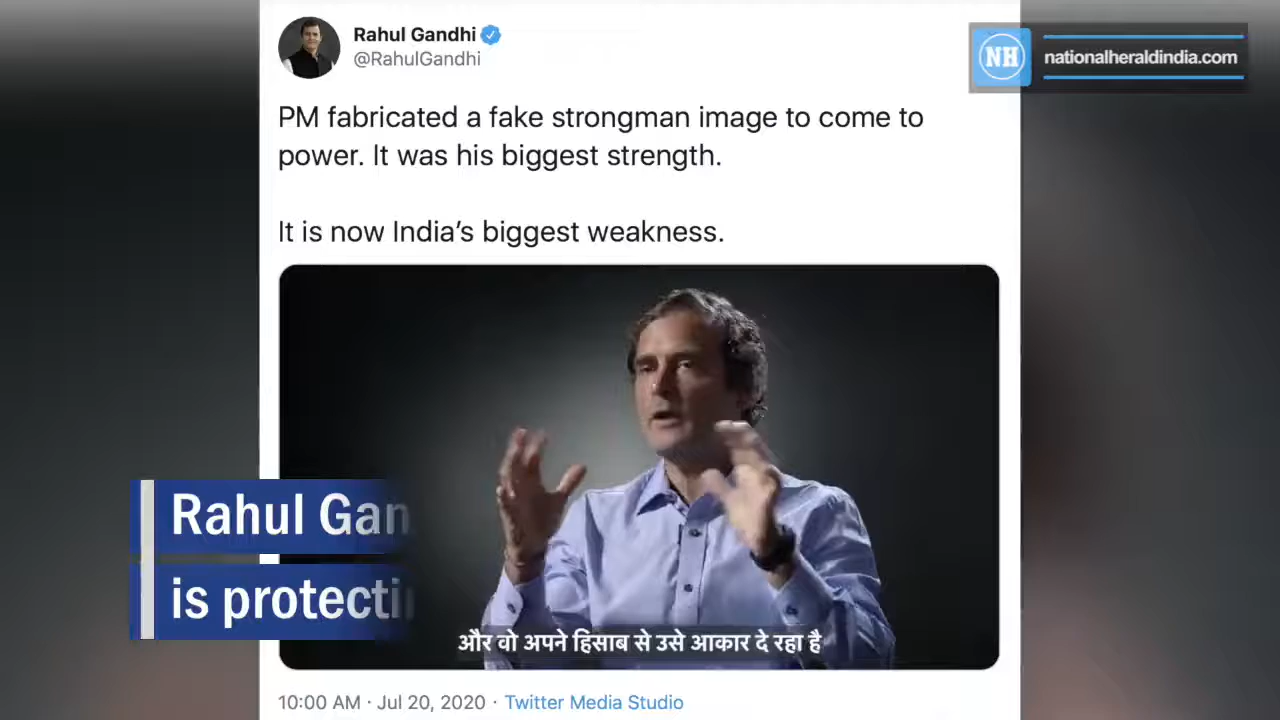 Rahul Gandhi
@RahulGandhi
NH
nationalheraldindia.com
PM fabricated a fake strongman image to come to
power. It was his biggest strength.
It is now India's biggest weakness.
Rahul
is
और वो अपने हिसाब से उसे आकार दे रहा है
10:00 AM · Jul 20, 2020 · Twitter Media Studio